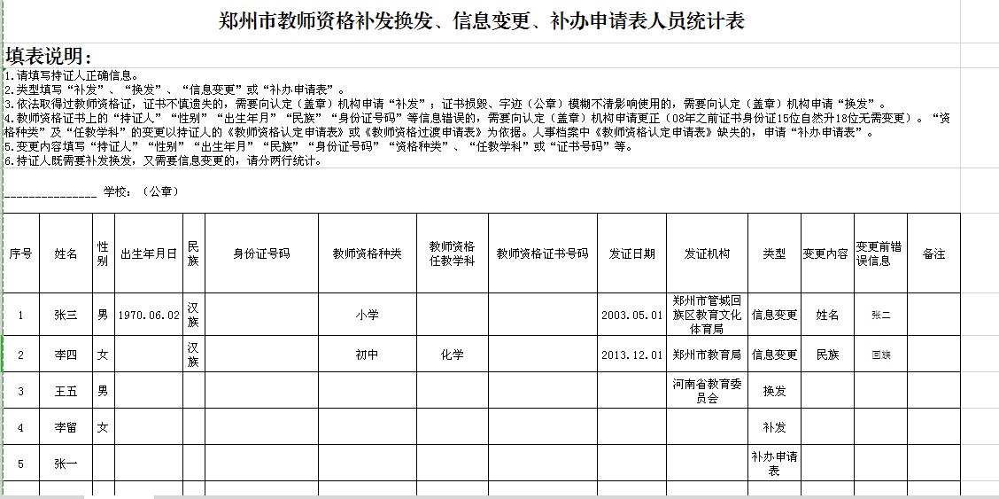 郑州市教师资格补发换发、信息变更、补办申请表人员统计表
填表说明：
1.请填写持证人正确信息。
2.类型填写“补发”、“换发”、“信息变更”或“补办申请表”。
3.依法取得过教师资格证，证书不慎遗失的，需要向认定（盖章）机构申请“补发”；证书损毁、字迹（公章）模糊不清影响使用的，需要向认定（盖章）机构申请“换发”。
4.教师资格证书上的“持证人”“性别”“出生年月”“民族”“身份证号码”等信息错误的，需要向认定（盖章）机构申请更正（08年之前证书身份证15位自然升18位无需变更）。“资
格种类”及“任教学科”的变更以持证人的《教师资格认定申请表》或《教师资格过渡申请表》为依据。人事档案中《教师资格认定申请表》缺失的，申请“补办申请表”。
5.变更内容填写“持证人”“性别”“出生年月”“民族”“身份证号码”“资格种类”、“任教学科”或“证书号码”等。
6.持证人既需要补发换发，又需要信息变更的，请分两行统计。
_______________ 学校：（公章）
序号 姓名 性别 出生年月日 民族 身份证号码 教师资格种类 教师资格任教学科 教师资格证书号码 发证日期 发证机构 类型 变更内容 变更前错误信息 备注
1 张三 男 1970.06.02 汉族 小学 2003.05.01 郑州市管城回族区教育文化体育局 信息变更 姓名 张二
2 李四 女 汉族 初中 化学 2013.12.01 郑州市教育局 信息变更 民族 回族
3 王五 男 河南省教育委员会 换发
4 李留 女 补发
5 张一 补办申请表